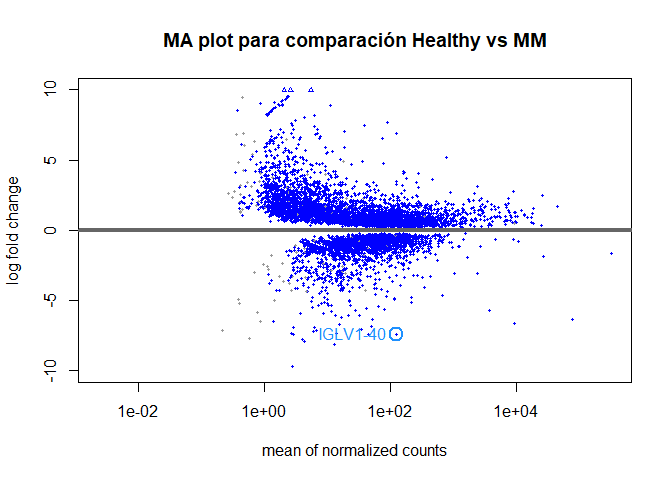 MA plot para comparación Healthy vs MM
log fold change
10
5
0
-5
-10
IGLV1-40
1e-02 1e+00 1e+02 1e+04
mean of normalized counts